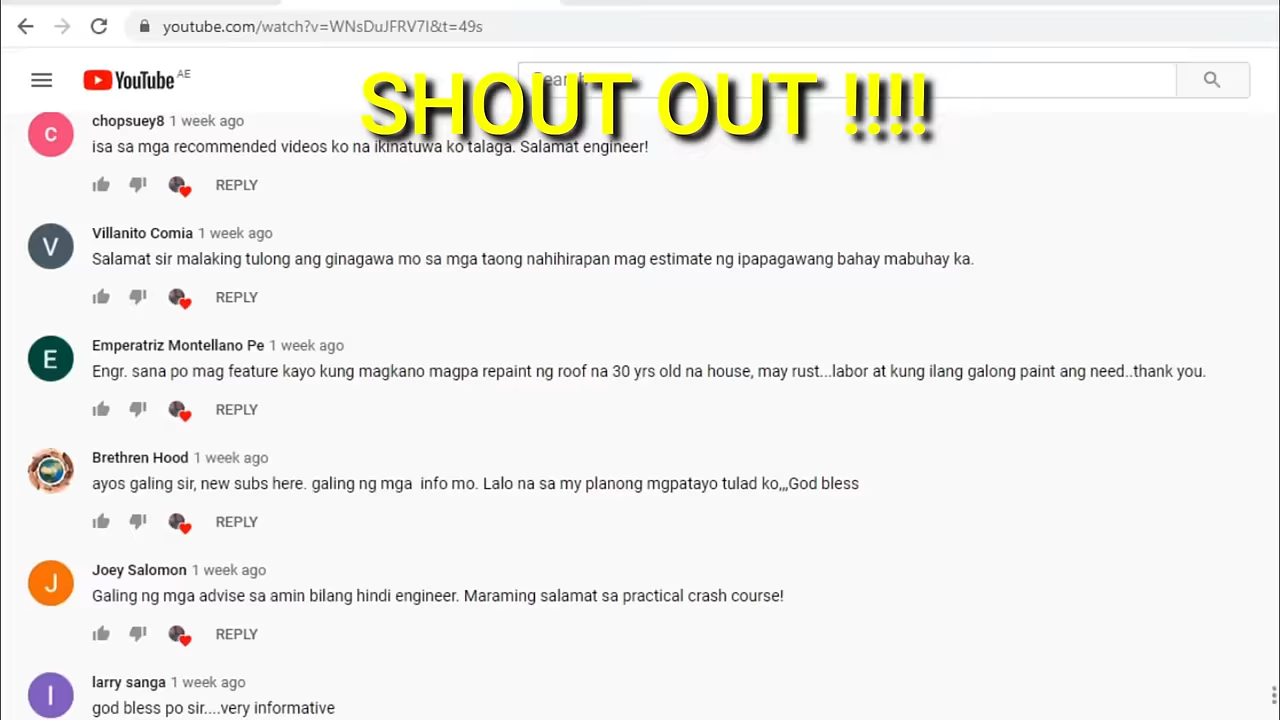 youtube.com/watch?v=WNsDuJFRV7I&t=49s
YouTube AE
SHOUT OUT !!!!
C
chopsuey8 1 week ago
isa sa mga recommended videos ko na ikinatuwa ko talaga. Salamat engineer!
REPLY
V
Villanito Comia 1 week ago
Salamat sir malaking tulong ang ginagawa mo sa mga taong nahihirapan mag estimate ng ipapagawang bahay mabuhay ka.
REPLY
E
Emperatriz Montellano Pe 1 week ago
Engr. sana po mag feature kayo kung magkano magpa repaint ng roof na 30 yrs old na house, may rust...labor at kung ilang galong paint ang need..thank you.
REPLY
Brethren Hood 1 week ago
ayos galing sir, new subs here. galing ng mga  info mo. Lalo na sa my planong mgpatayo tulad ko,,,God bless
REPLY
J
Joey Salomon 1 week ago
Galing ng mga advise sa amin bilang hindi engineer. Maraming salamat sa practical crash course!
REPLY
l
larry sanga 1 week ago
god bless po sir....very informative